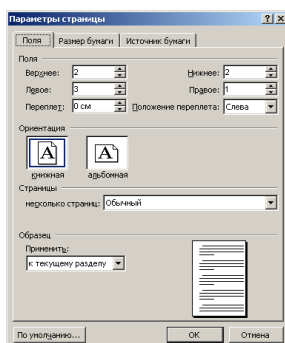 Параметры страницы
Поля Размер бумаги Источник бумаги
Поля
Верхнее: 2 Нижнее: 2
Левое: 3 Правое: 1
Переплет: 0 см Положение переплета: Слева
Ориентация
A A
книжная альбомная
Страницы
несколько страниц: Обычный
Образец
Применить:
к текущему разделу
По умолчанию... ОК Отмена